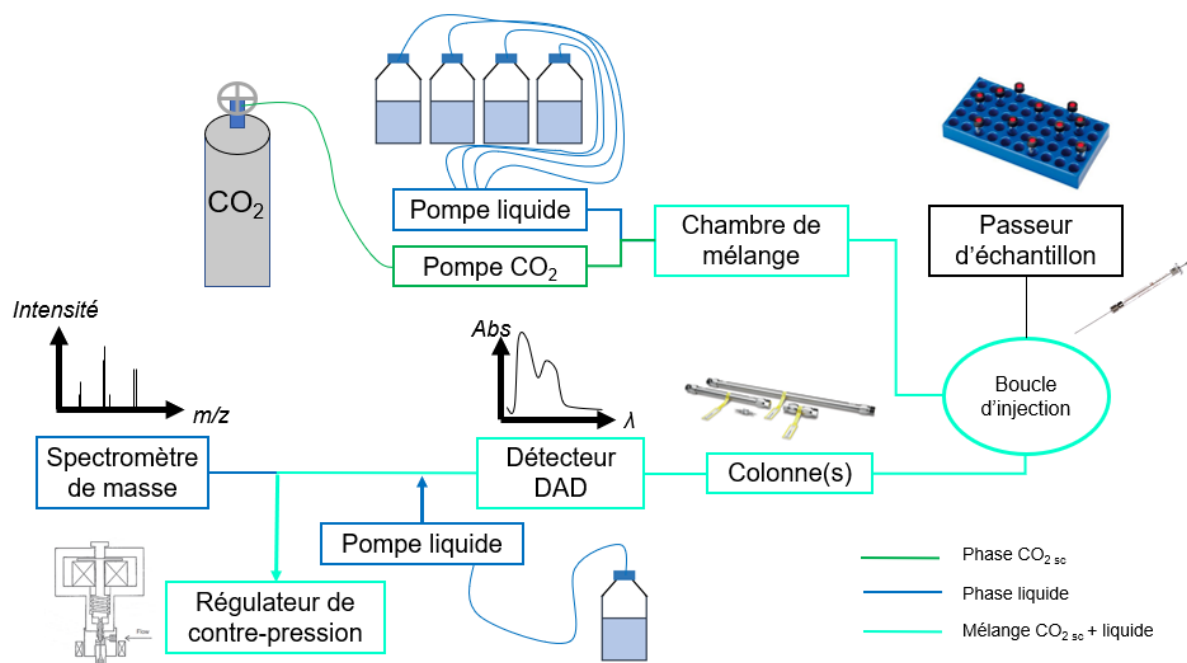 CO2
Pompe liquide
Pompe CO2
Chambre de
mélange
Passeur
d’échantillon
Intensité
m/z
Abs
λ
Boucle
d’injection
Spectromètre
de masse
Détecteur
DAD
Colonne(s)
Pompe liquide
Régulateur de
contre-pression
Flow
Phase CO2 sc
Phase liquide
Mélange CO2 sc + liquide